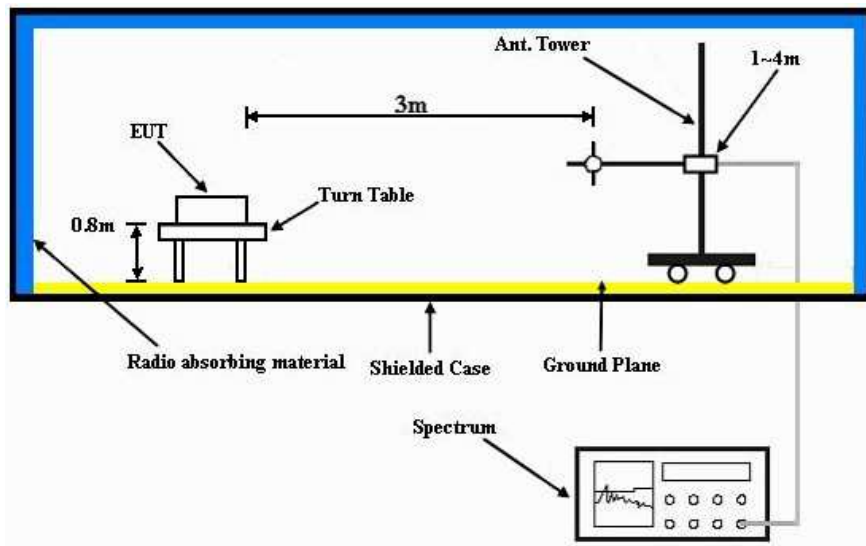 Ant. Tower
1~4m
3m
EUT
Turn Table
0.8m
Radio absorbing material
Shielded Case
Ground Plane
Spectrum